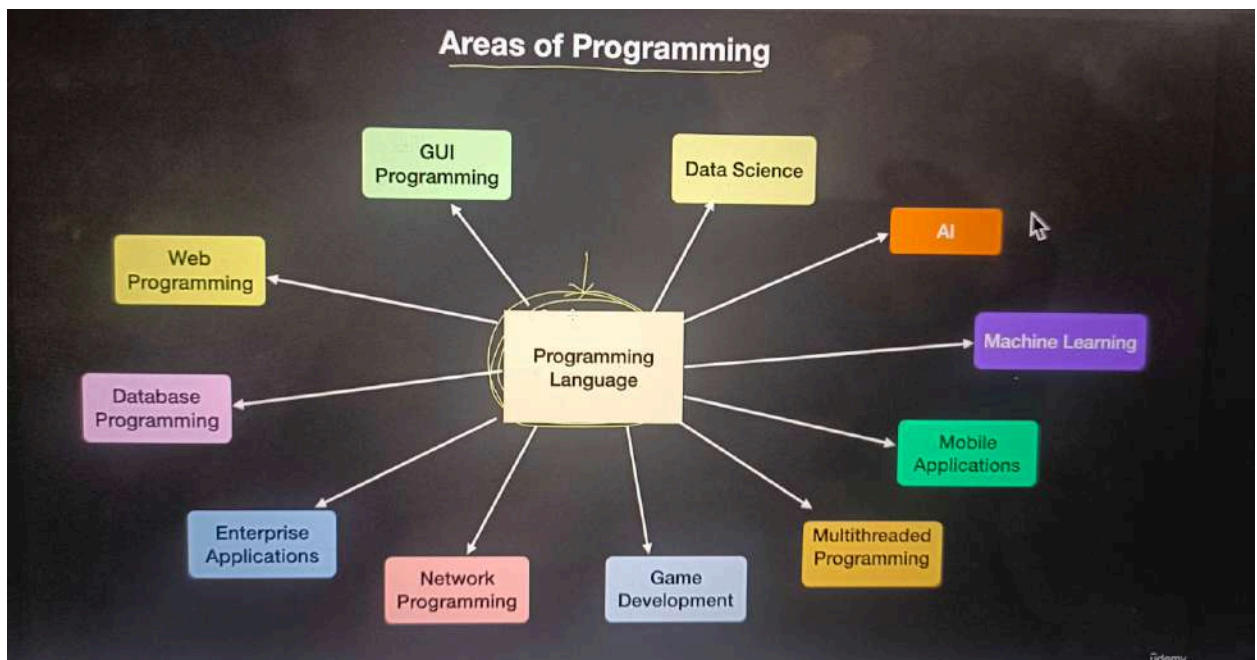 Areas of Programming
GUI
Programming
Data Science
AI
Web
Programming
Programming
Language
Machine Learning
Database
Programming
Mobile
Applications
Enterprise
Applications
Multithreaded
Programming
Network
Programming
Game
Development
ûdemy